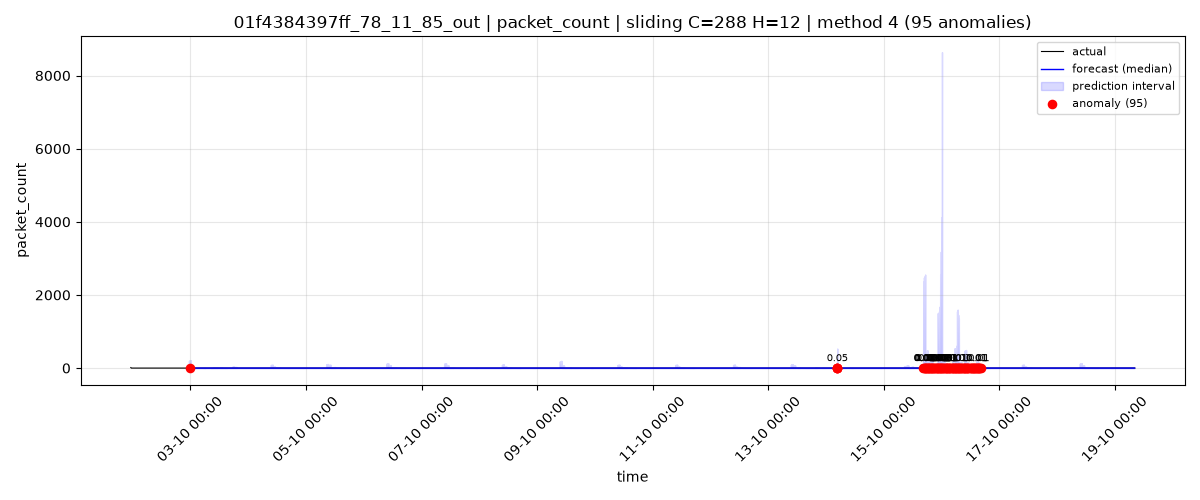 01f4384397ff_78_11_85_out | packet_count | sliding C=288 H=12 | method 4 (95 anomalies)
actual
forecast (median)
prediction interval
anomaly (95)
packet_count
8000
6000
4000
2000
0
0.05
03-10 00:00
05-10 00:00
07-10 00:00
09-10 00:00
11-10 00:00
13-10 00:00
15-10 00:00
17-10 00:00
19-10 00:00
time